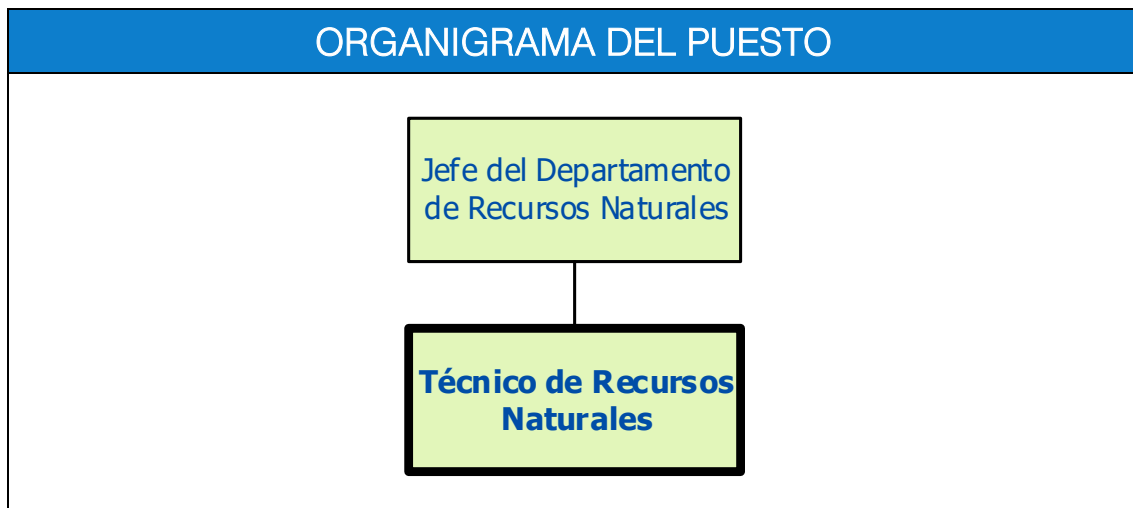 ORGANIGRAMA DEL PUESTO
Jefe del Departamento
de Recursos Naturales
Técnico de Recursos
Naturales